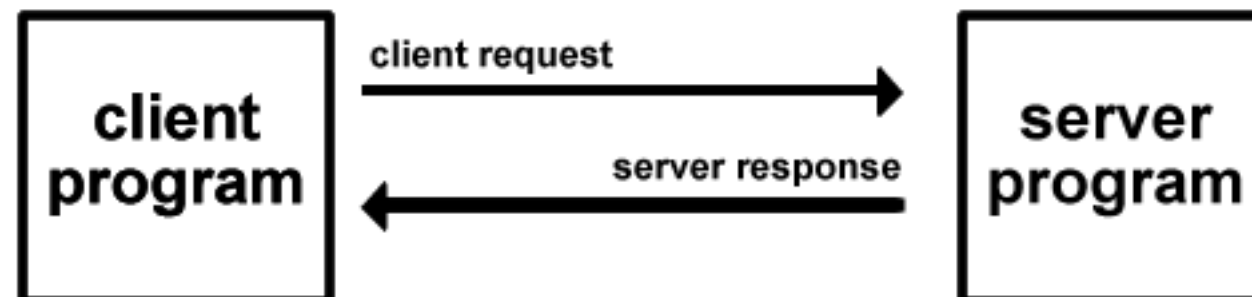 client
program
client request
server response
server
program